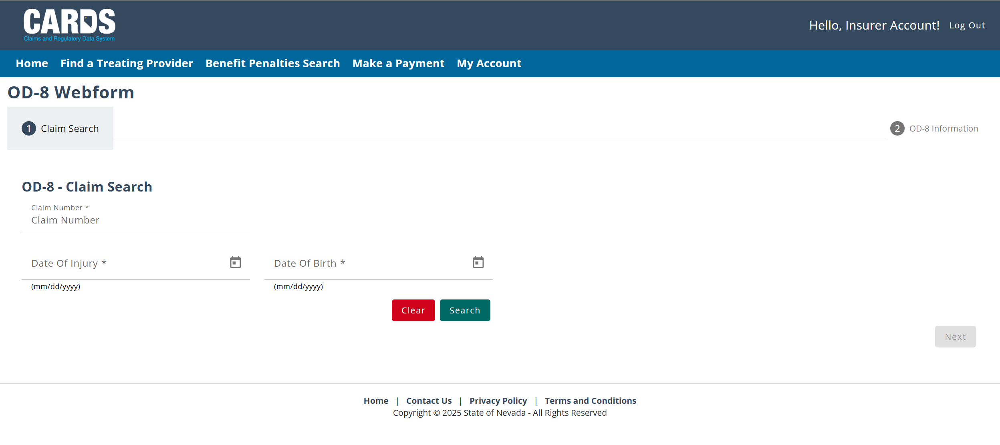 CARDS
Claims and Regulatory Data System
Hello, Insurer Account! Log Out
Home Find a Treating Provider Benefit Penalties Search Make a Payment My Account
OD-8 Webform
1 Claim Search
2 OD-8 Information
OD-8 - Claim Search
Claim Number *
Claim Number
Date Of Injury * Date Of Birth *
(mm/dd/yyyy) (mm/dd/yyyy)
Clear Search
Next
Home | Contact Us | Privacy Policy | Terms and Conditions
Copyright © 2025 State of Nevada - All Rights Reserved